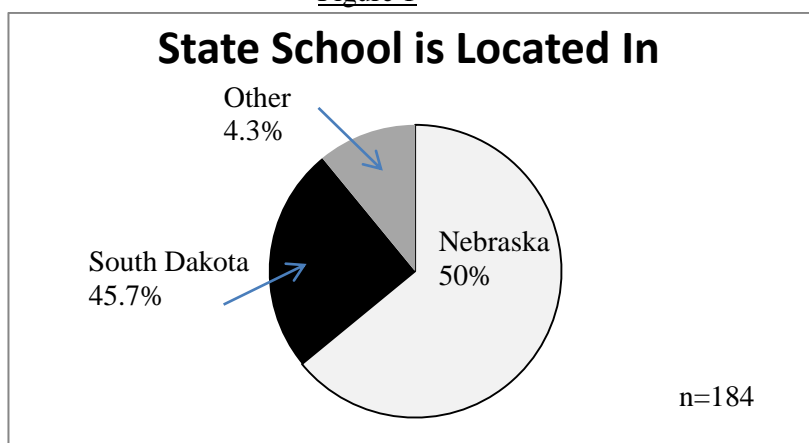 State School is Located In
Other
4.3%
Nebraska
50%
South Dakota
45.7%
n=184